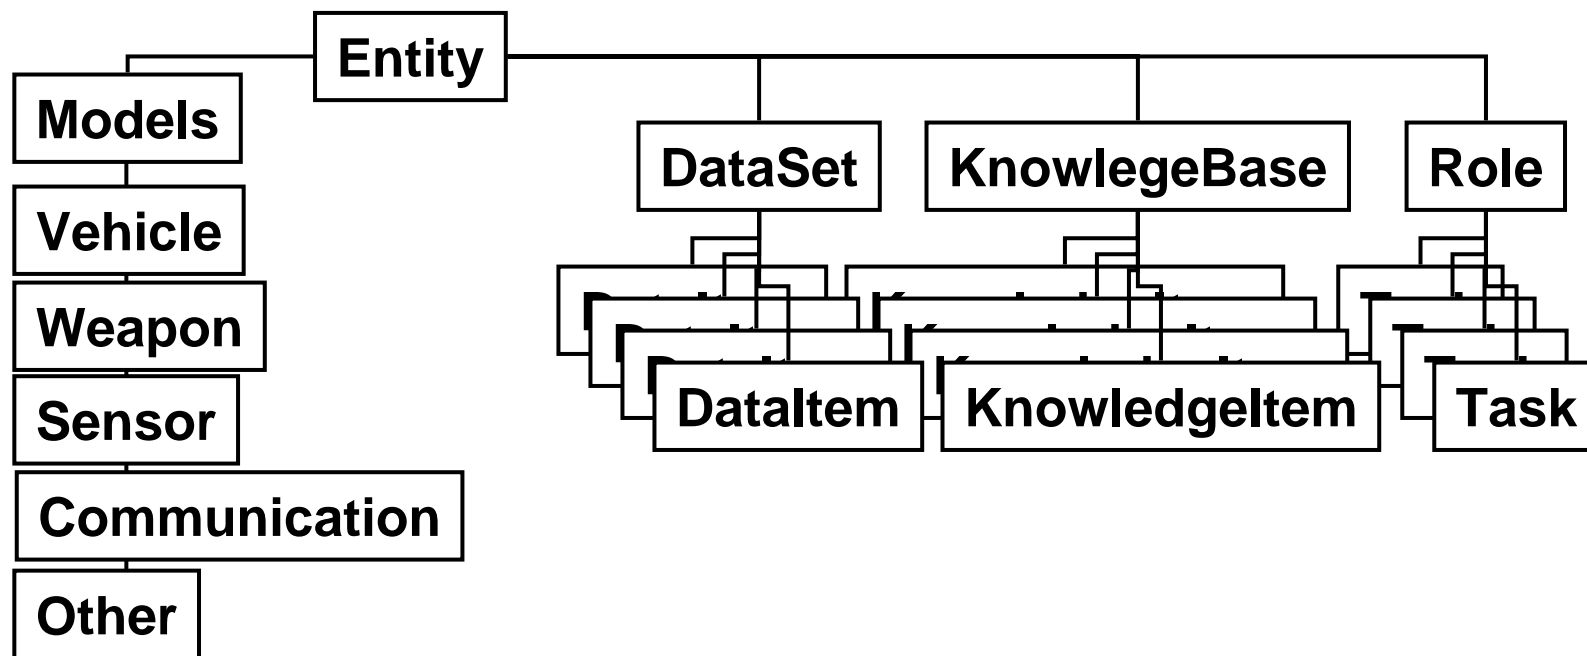 Entity
Models
DataSet
KnowlegeBase
Role
Vehicle
Weapon
Sensor
DataItem
KnowledgeItem
Task
Communication
Other